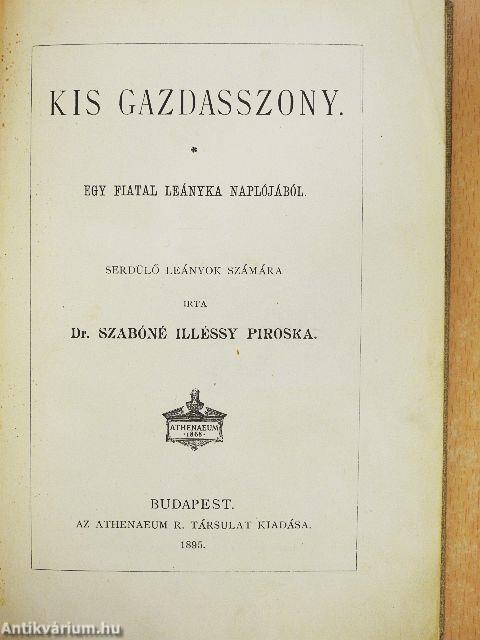 KIS GAZDASSZONY.
*
EGY FIATAL LEÁNYKA NAPLÓJÁBÓL.
SERDÜLŐ LEÁNYOK SZÁMÁRA
IRTA
Dr. SZABÓNÉ ILLÉSSY PIROSKA.
ATHENAEUM
·1868·
BUDAPEST.
AZ ATHENAEUM R. TÁRSULAT KIADÁSA.
1895.
Antikvárium.hu